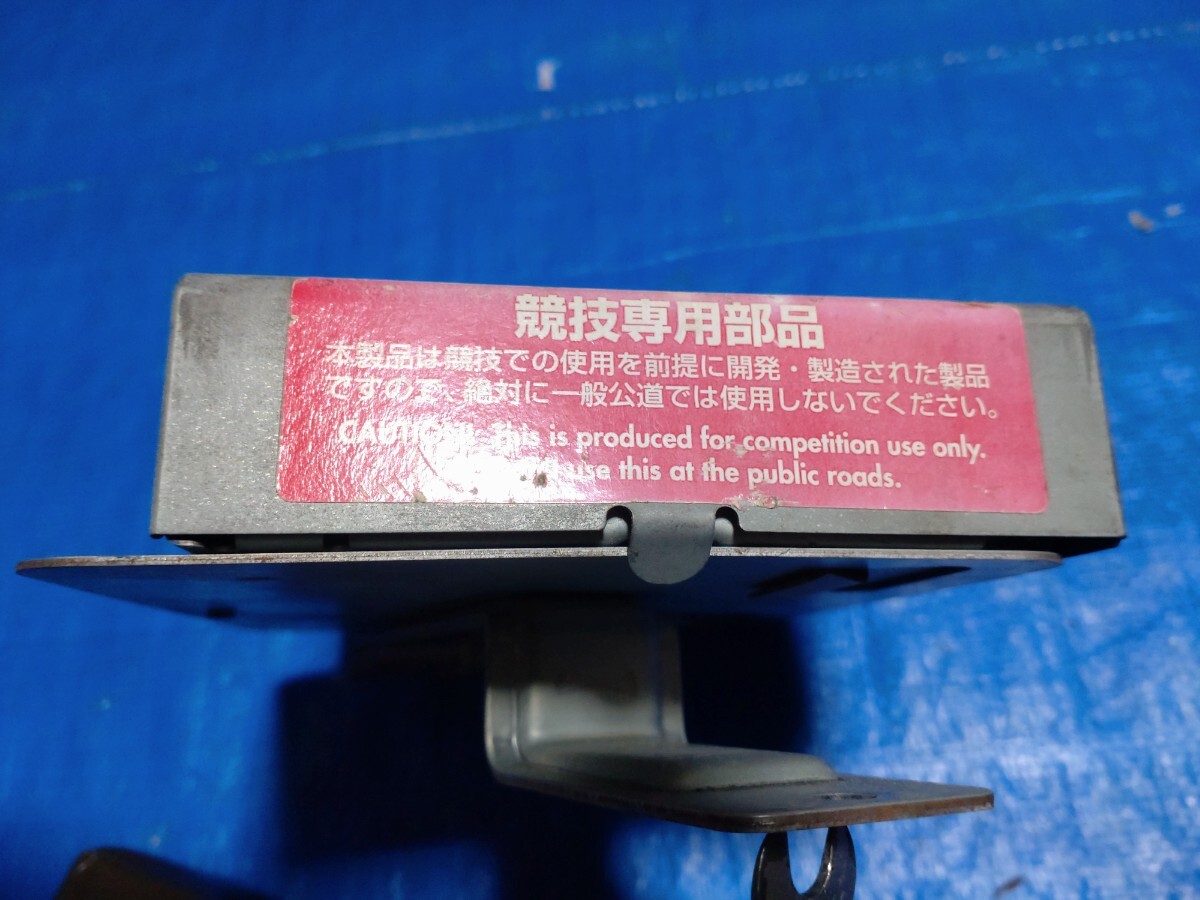 競技専用部品
本製品は競技での使用を前提に開発・製造された製品
ですので、絶対に一般公道では使用しないでください。
This is produced for competition use only.
use this at the public roads.